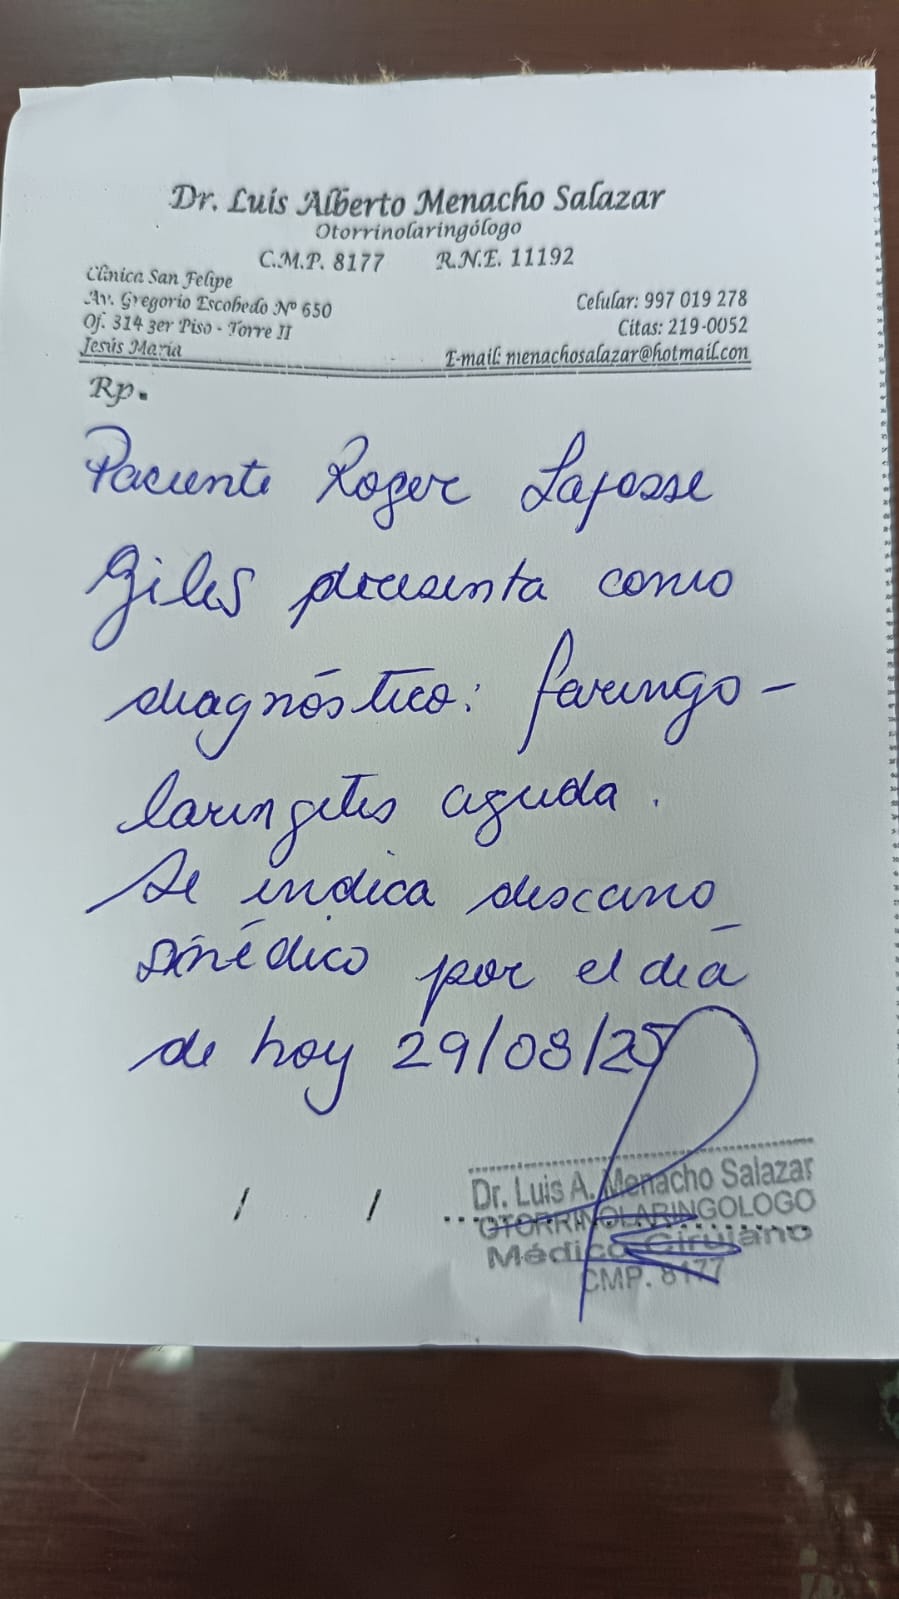 Dr. Luis Alberto Menacho Salazar
Otorrinolaringólogo
C.M.P. 8177 R.N.E. 11192
Clínica San Felipe
Av. Gregorio Escobedo Nº 650
Of. 314 3er Piso - Torre II
Jesús María
Celular: 997 019 278
Citas: 219-0052
E-mail: menachosalazar@hotmail.con
Rp.
Paciente Roger Lafosse
Giles presenta como
diagnóstico: faringo-
laringitis aguda.
Se indica descanso
médico por el día
de hoy 29/08/25
/ /
Dr. Luis A. Menacho Salazar
OTORRINOLARINGOLOGO
Médico Cirujano
CMP. 8177